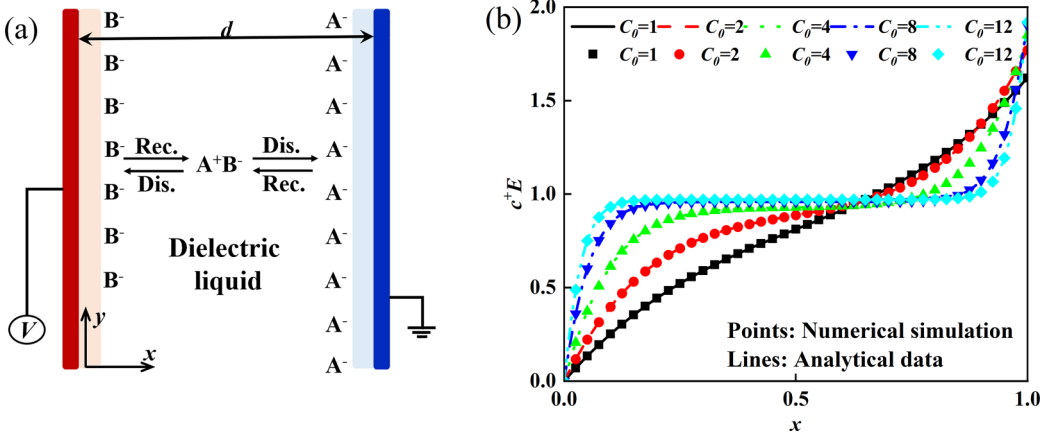 (a)
B⁻
A⁻
d
B⁻
A⁻
B⁻
A⁻
B⁻
Rec.
Dis.
A⁻
A⁺B⁻
B⁻
Dis.
Rec.
A⁻
B⁻
A⁻
Dielectric
B⁻
liquid
A⁻
A⁻
V
y
x
A⁻
(b)
2.0
C₀=1
C₀=2
C₀=4
C₀=8
C₀=12
C₀=1
C₀=2
C₀=4
C₀=8
C₀=12
1.5
c⁺E
1.0
0.5
Points: Numerical simulation
Lines: Analytical data
0.0
0.0
0.5
1.0
x